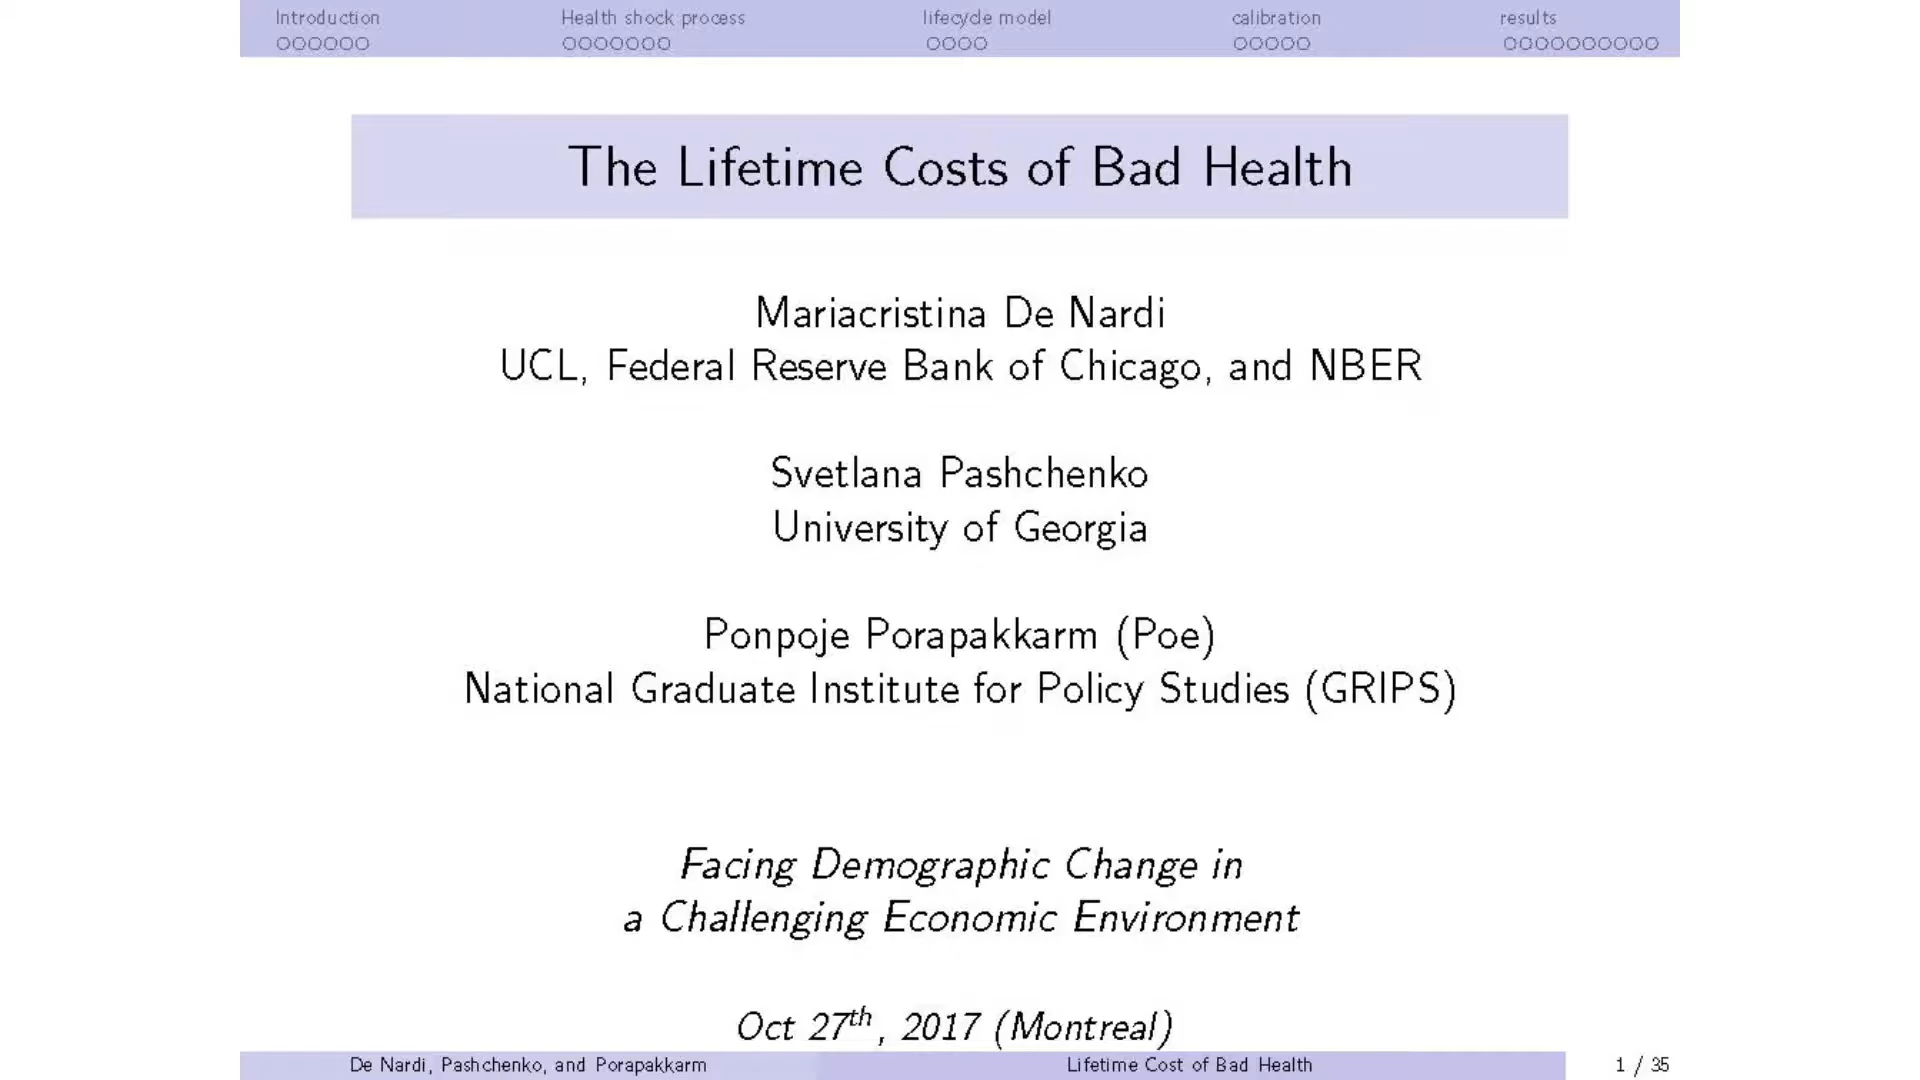 Introduction Health shock process lifecycle model calibration results
The Lifetime Costs of Bad Health
Mariacristina De Nardi
UCL, Federal Reserve Bank of Chicago, and NBER
Svetlana Pashchenko
University of Georgia
Ponpoje Porapakkarm (Poe)
National Graduate Institute for Policy Studies (GRIPS)
Facing Demographic Change in
a Challenging Economic Environment
Oct 27th, 2017 (Montreal)
De Nardi, Pashchenko, and Porapakkarm Lifetime Cost of Bad Health 1 / 35